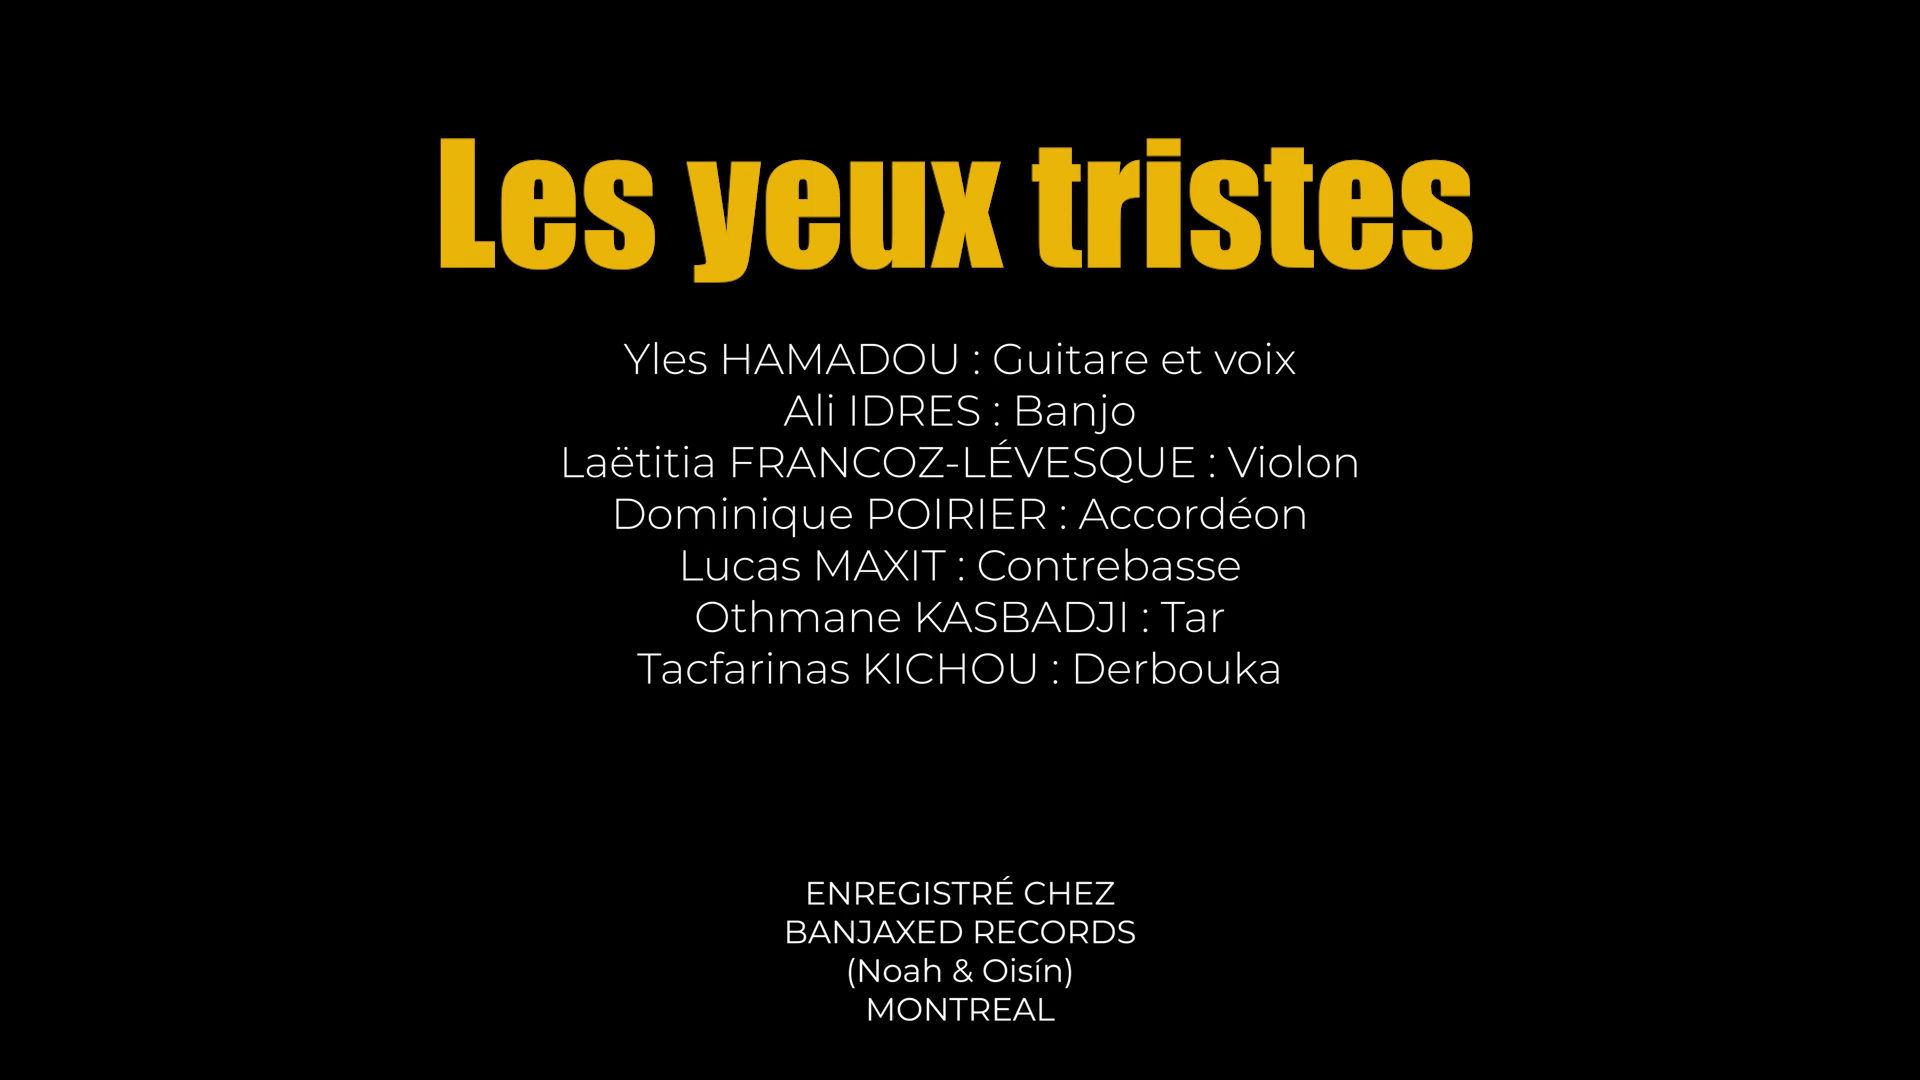 Les yeux tristes
Yles HAMADOU : Guitare et voix
Ali IDRES : Banjo
Laëtitia FRANCOZ-LÉVESQUE : Violon
Dominique POIRIER : Accordéon
Lucas MAXIT : Contrebasse
Othmane KASBADJI : Tar
Tacfarinas KICHOU : Derbouka
ENREGISTRÉ CHEZ
BANJAXED RECORDS
(Noah & Oisín)
MONTREAL